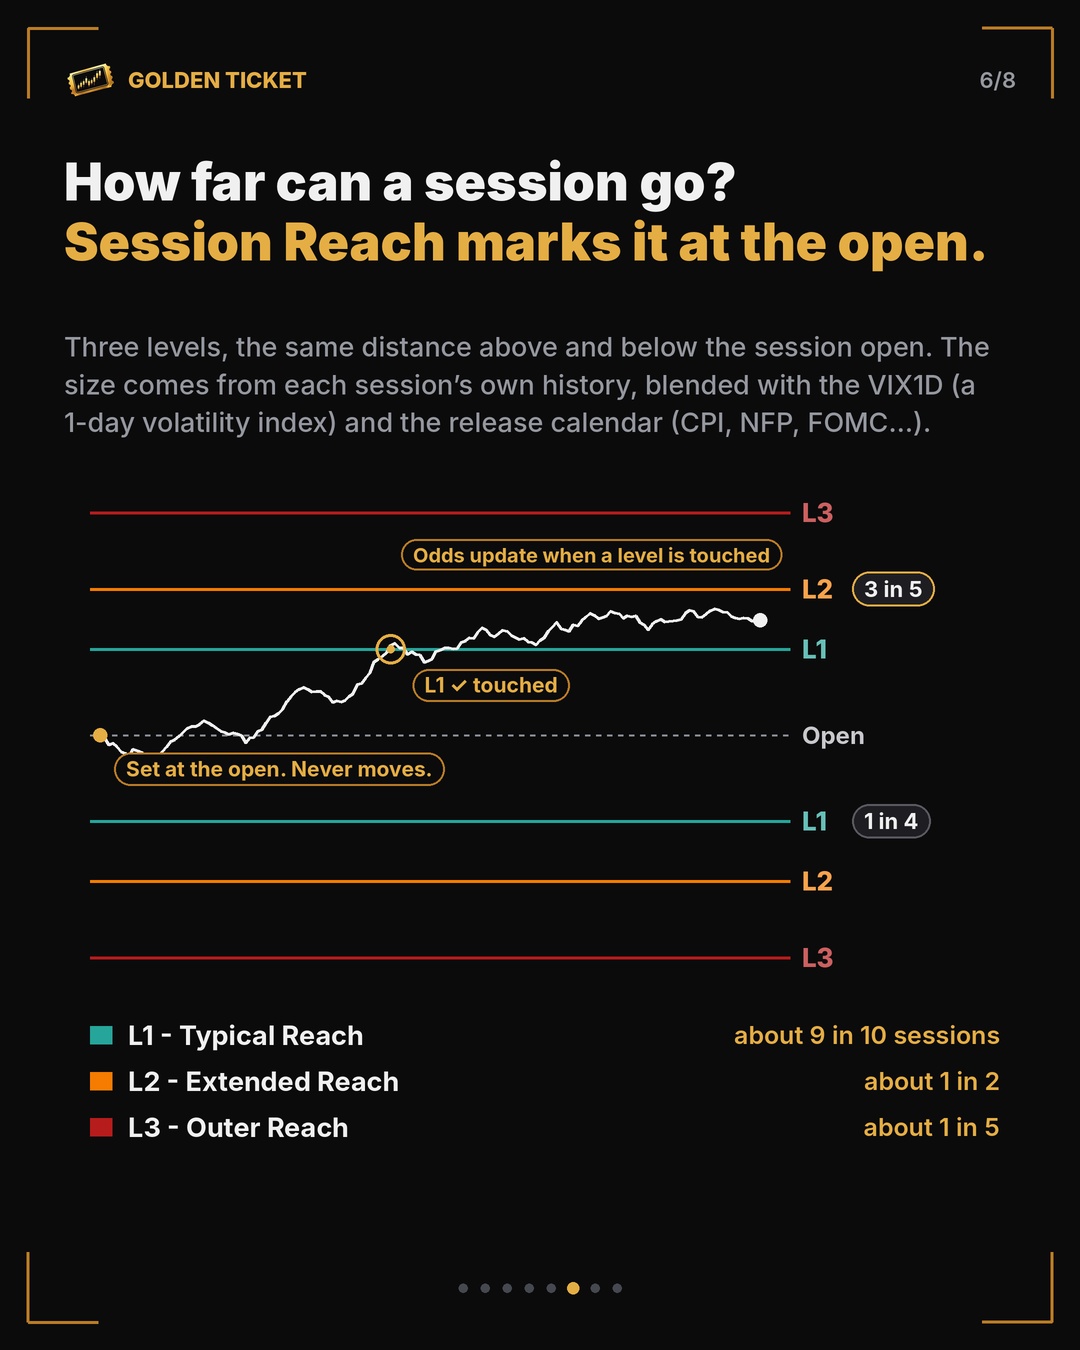 GOLDEN TICKET
6/8
How far can a session go?
Session Reach marks it at the open.
Three levels, the same distance above and below the session open. The
size comes from each session’s own history, blended with the VIX1D (a
1-day volatility index) and the release calendar (CPI, NFP, FOMC...).
L3
Odds update when a level is touched
L2 3 in 5
L1
L1 ✓ touched
Open
Set at the open. Never moves.
L1 1 in 4
L2
L3
L1 - Typical Reach about 9 in 10 sessions
L2 - Extended Reach about 1 in 2
L3 - Outer Reach about 1 in 5